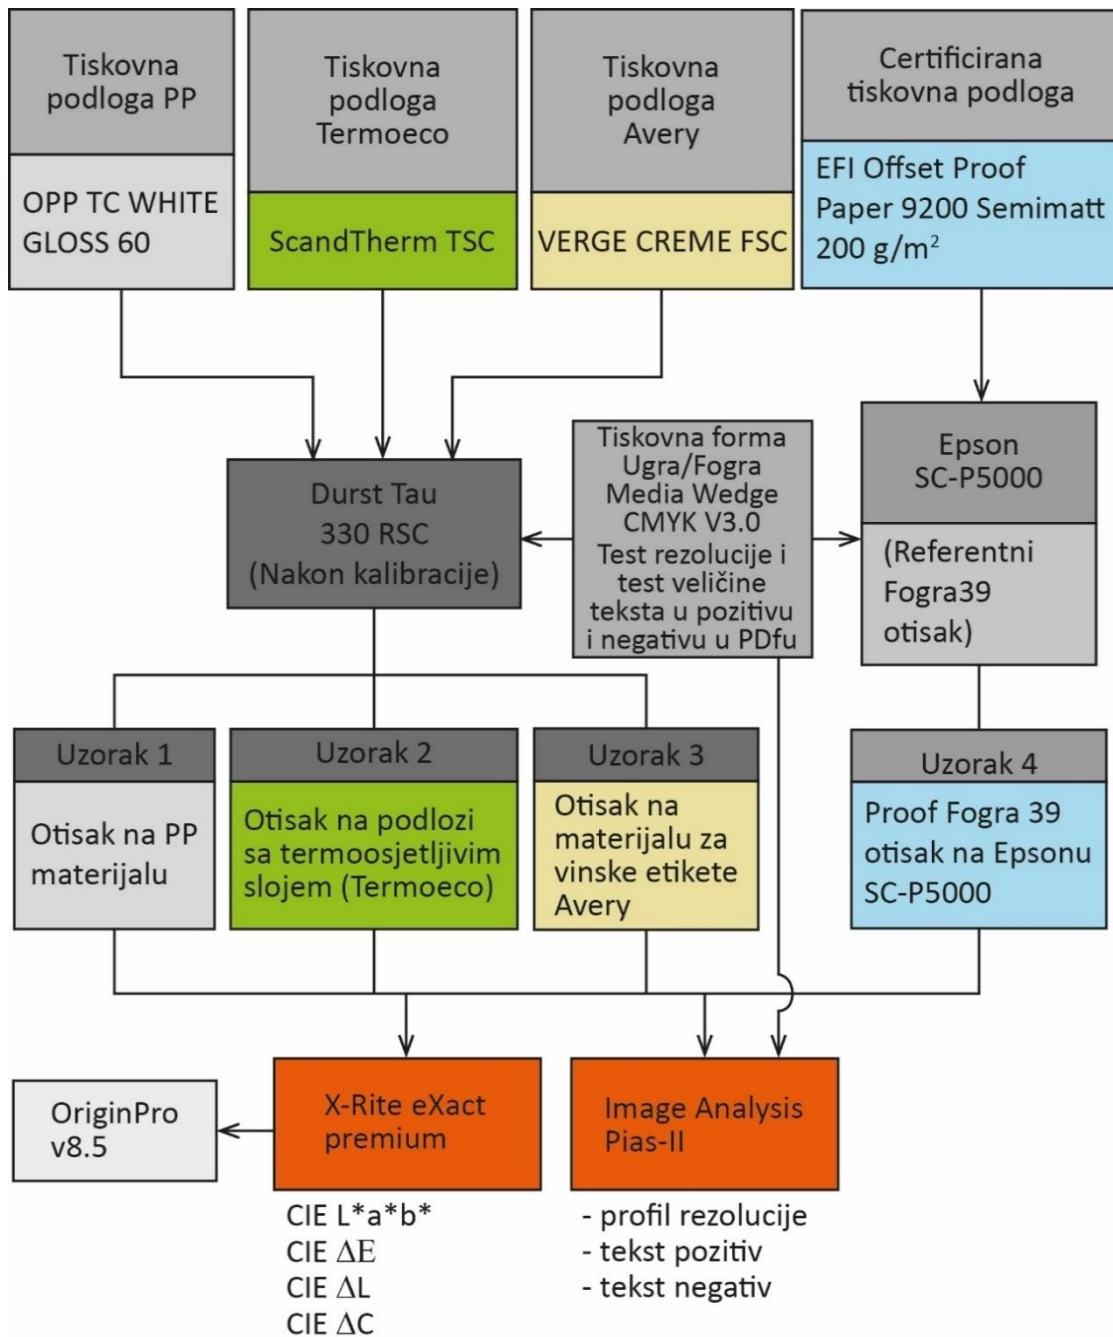 Tiskovna
podloga PP
OPP TC WHITE
GLOSS 60
Tiskovna
podloga
Termoeco
ScandTherm TSC
Tiskovna
podloga
Avery
VERGE CREME FSC
Certificirana
tiskovna podloga
EFI Offset Proof
Paper 9200 Semimatt
200 g/m²
Durst Tau
330 RSC
(Nakon kalibracije)
Tiskovna forma
Ugra/Fogra
Media Wedge
CMYK V3.0
Test rezolucije i
test veličine
teksta u pozitivu
i negativu u PDfu
Epson
SC-P5000
(Referentni
Fogra39
otisak)
Uzorak 1
Otisak na PP
materijalu
Uzorak 2
Otisak na podlozi
sa termoosjetljivim
slojem (Termoeco)
Uzorak 3
Otisak na
materijalu za
vinske etikete
Avery
Uzorak 4
Proof Fogra 39
otisak na Epsonu
SC-P5000
OriginPro
v8.5
X-Rite eXact
premium
CIE L*a*b*
CIE ΔE
CIE ΔL
CIE ΔC
Image Analysis
Pias-II
- profil rezolucije
- tekst pozitiv
- tekst negativ